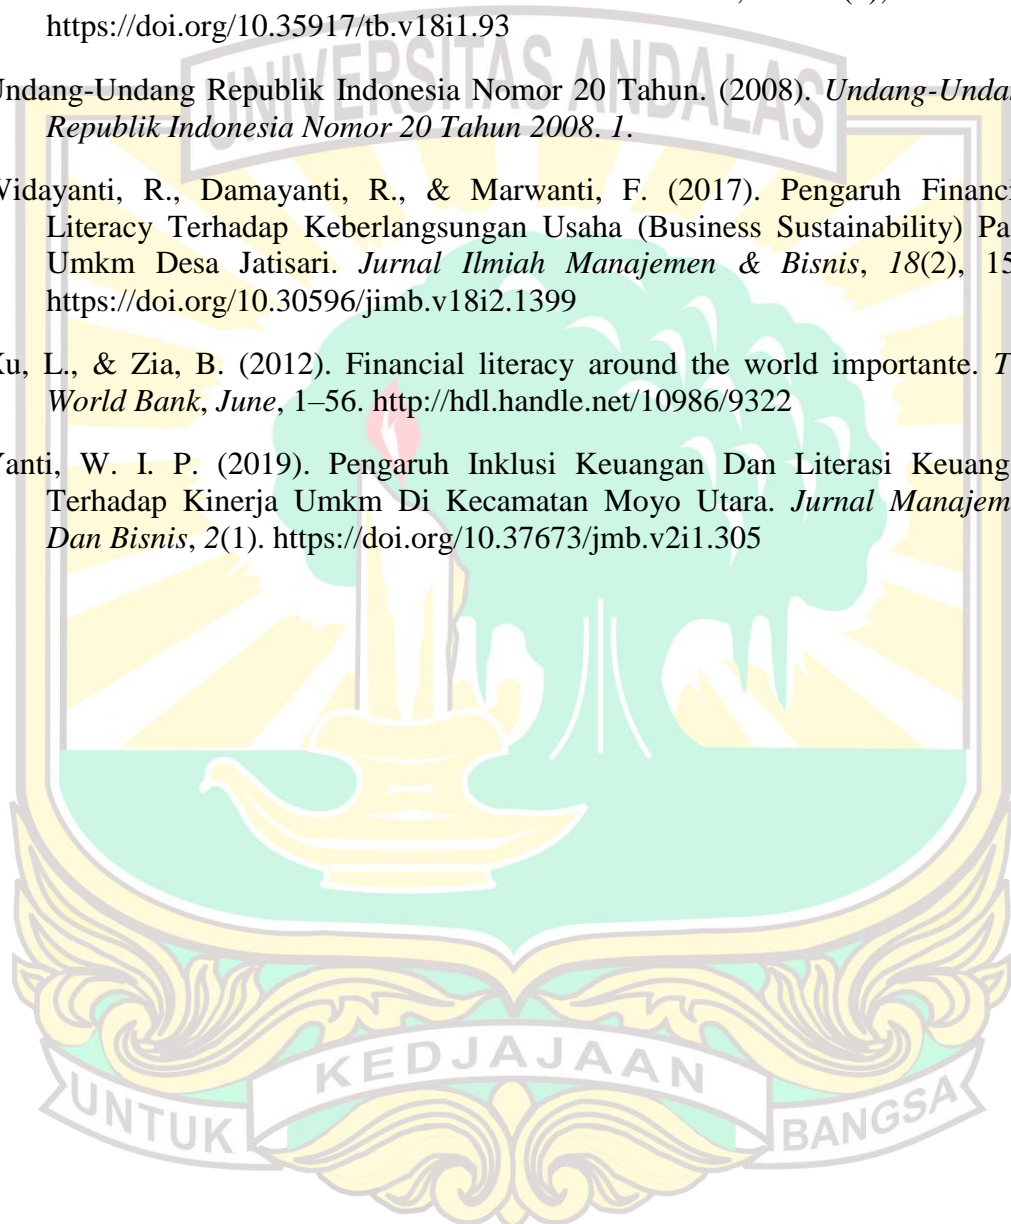 https://doi.org/10.35917/tb.v18i1.93
Undang-Undang Republik Indonesia Nomor 20 Tahun. (2008). Undang-Undan
Republik Indonesia Nomor 20 Tahun 2008. 1.
Widayanti, R., Damayanti, R., & Marwanti, F. (2017). Pengaruh Financi
Literacy Terhadap Keberlangsungan Usaha (Business Sustainability) Pa
Umkm Desa Jatisari. Jurnal Ilmiah Manajemen & Bisnis, 18(2), 15
https://doi.org/10.30596/jimb.v18i2.1399
Xu, L., & Zia, B. (2012). Financial literacy around the world importante. T
World Bank, June, 1–56. http://hdl.handle.net/10986/9322
Yanti, W. I. P. (2019). Pengaruh Inklusi Keuangan Dan Literasi Keuang
Terhadap Kinerja Umkm Di Kecamatan Moyo Utara. Jurnal Manajem
Dan Bisnis, 2(1). https://doi.org/10.37673/jmb.v2i1.305
UNIVERSITAS ANDALAS
UNTUK KEDJAJAAN BANGSA